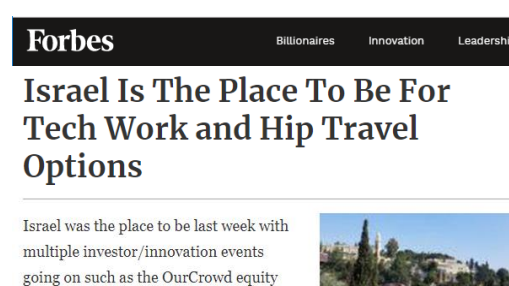 Forbes Billionaires Innovation Leadershi
Israel Is The Place To Be For
Tech Work and Hip Travel
Options
Israel was the place to be last week with
multiple investor/innovation events
going on such as the OurCrowd equity